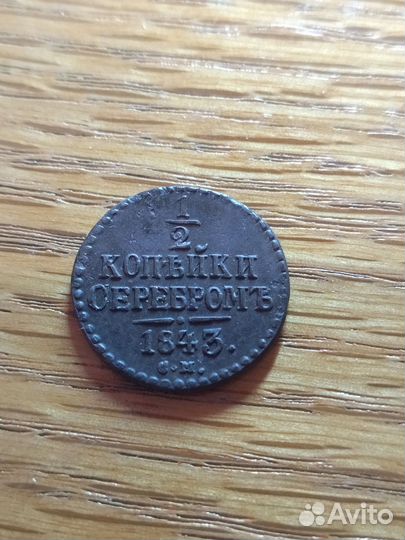 1
2
КОПѢЙКИ
СЕРЕБРОМЪ
1843.
С.М.
Avito